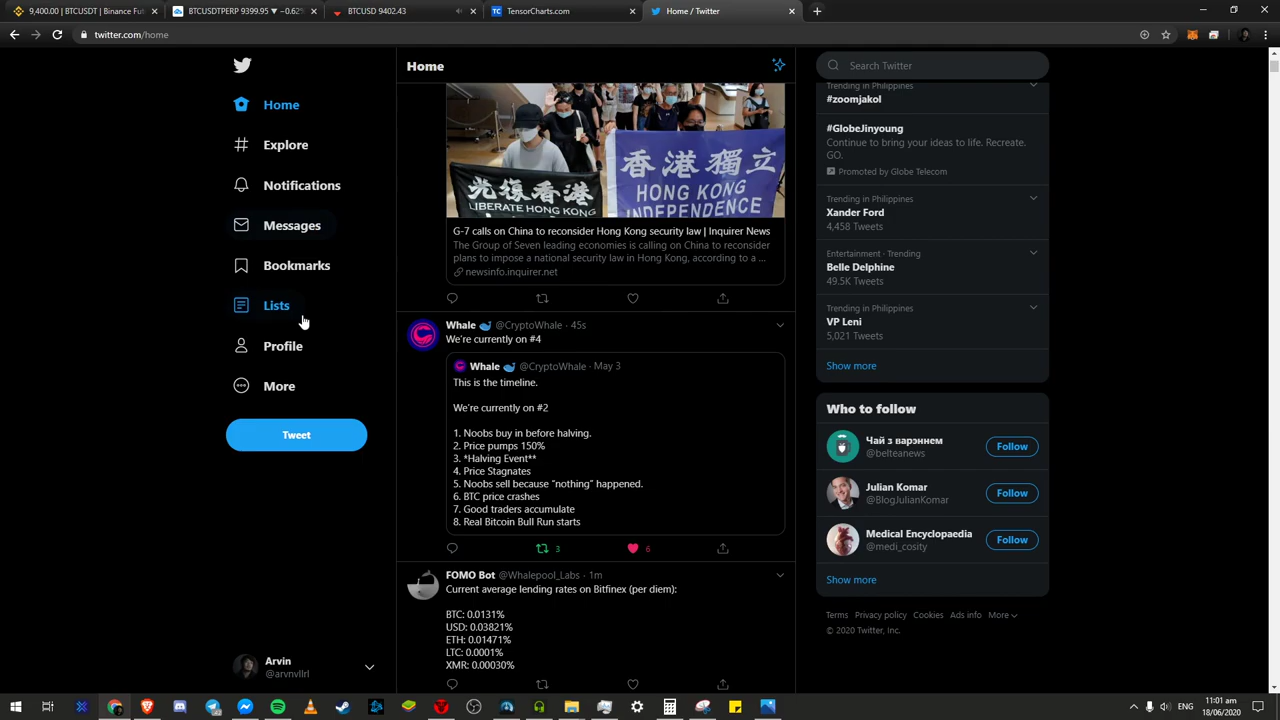 9,400.00 | BTCUSDT | Binance Fut
BTCUSDTPERP 9399.95 ▼ −0.62%
BTCUSD 9402.43
TensorCharts.com
Home / Twitter
twitter.com/home
Home
Explore
Notifications
Messages
Bookmarks
Lists
Profile
More
Tweet
Arvin
@arvnvllrl
Home
光復香港
LIBERATE HONG KONG
香港獨立
HONG KONG
INDEPENDENCE
G-7 calls on China to reconsider Hong Kong security law | Inquirer News
The Group of Seven leading economies is calling on China to reconsider
plans to impose a national security law in Hong Kong, according to a ...
newsinfo.inquirer.net
Whale 🐋 @CryptoWhale · 45s
We're currently on #4
Whale 🐋 @CryptoWhale · May 3
This is the timeline.
We're currently on #2
1. Noobs buy in before halving.
2. Price pumps 150%
3. *Halving Event**
4. Price Stagnates
5. Noobs sell because "nothing" happened.
6. BTC price crashes
7. Good traders accumulate
8. Real Bitcoin Bull Run starts
3
6
FOMO Bot @Whalepool_Labs · 1m
Current average lending rates on Bitfinex (per diem):
BTC: 0.0131%
USD: 0.03821%
ETH: 0.01471%
LTC: 0.0001%
XMR: 0.00030%
Search Twitter
Trending in Philippines
#zoomjakol
#GlobeJinyoung
Continue to bring your ideas to life. Recreate.
GO.
Promoted by Globe Telecom
Trending in Philippines
Xander Ford
4,458 Tweets
Entertainment · Trending
Belle Delphine
49.5K Tweets
Trending in Philippines
VP Leni
5,021 Tweets
Show more
Who to follow
Чай з варэннем
@belteanews
Follow
Julian Komar
@BlogJulianKomar
Follow
Medical Encyclopaedia
@medi_cosity
Follow
Show more
Terms Privacy policy Cookies Ads info More
© 2020 Twitter, Inc.
TC
ENG
11:01 am
18/06/2020